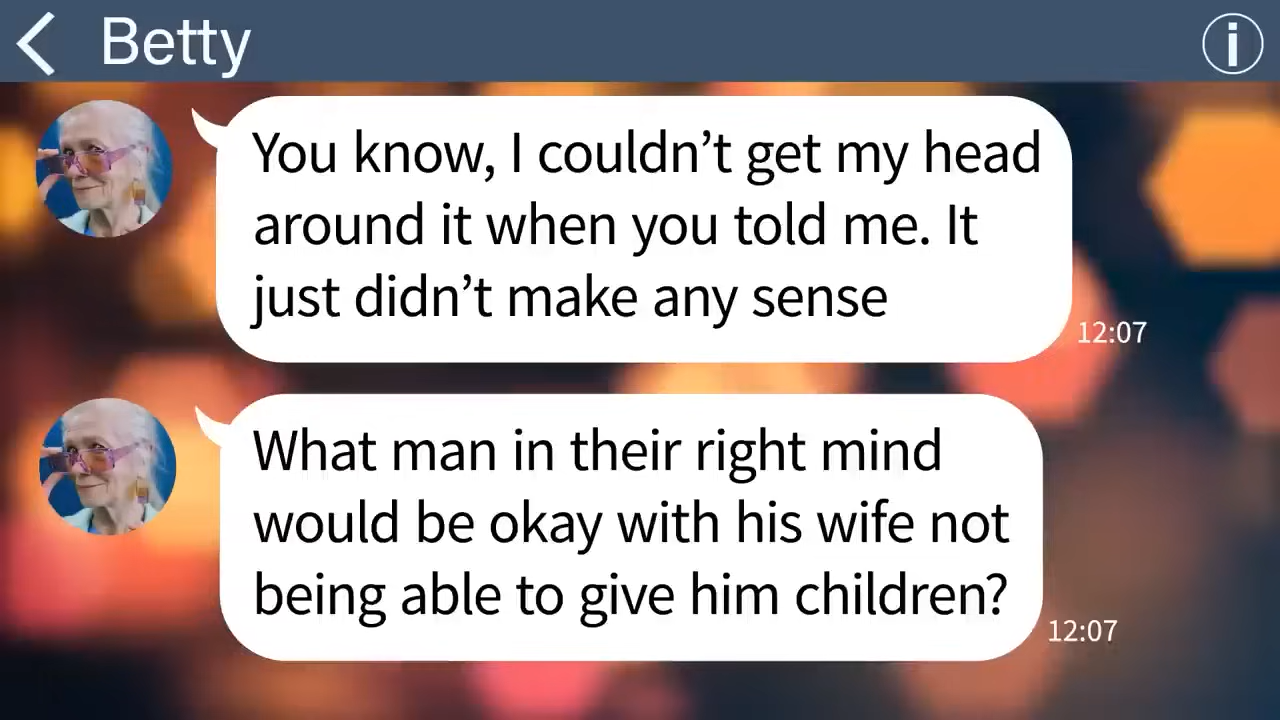 Betty
You know, I couldn’t get my head
around it when you told me. It
just didn’t make any sense
12:07
What man in their right mind
would be okay with his wife not
being able to give him children?
12:07